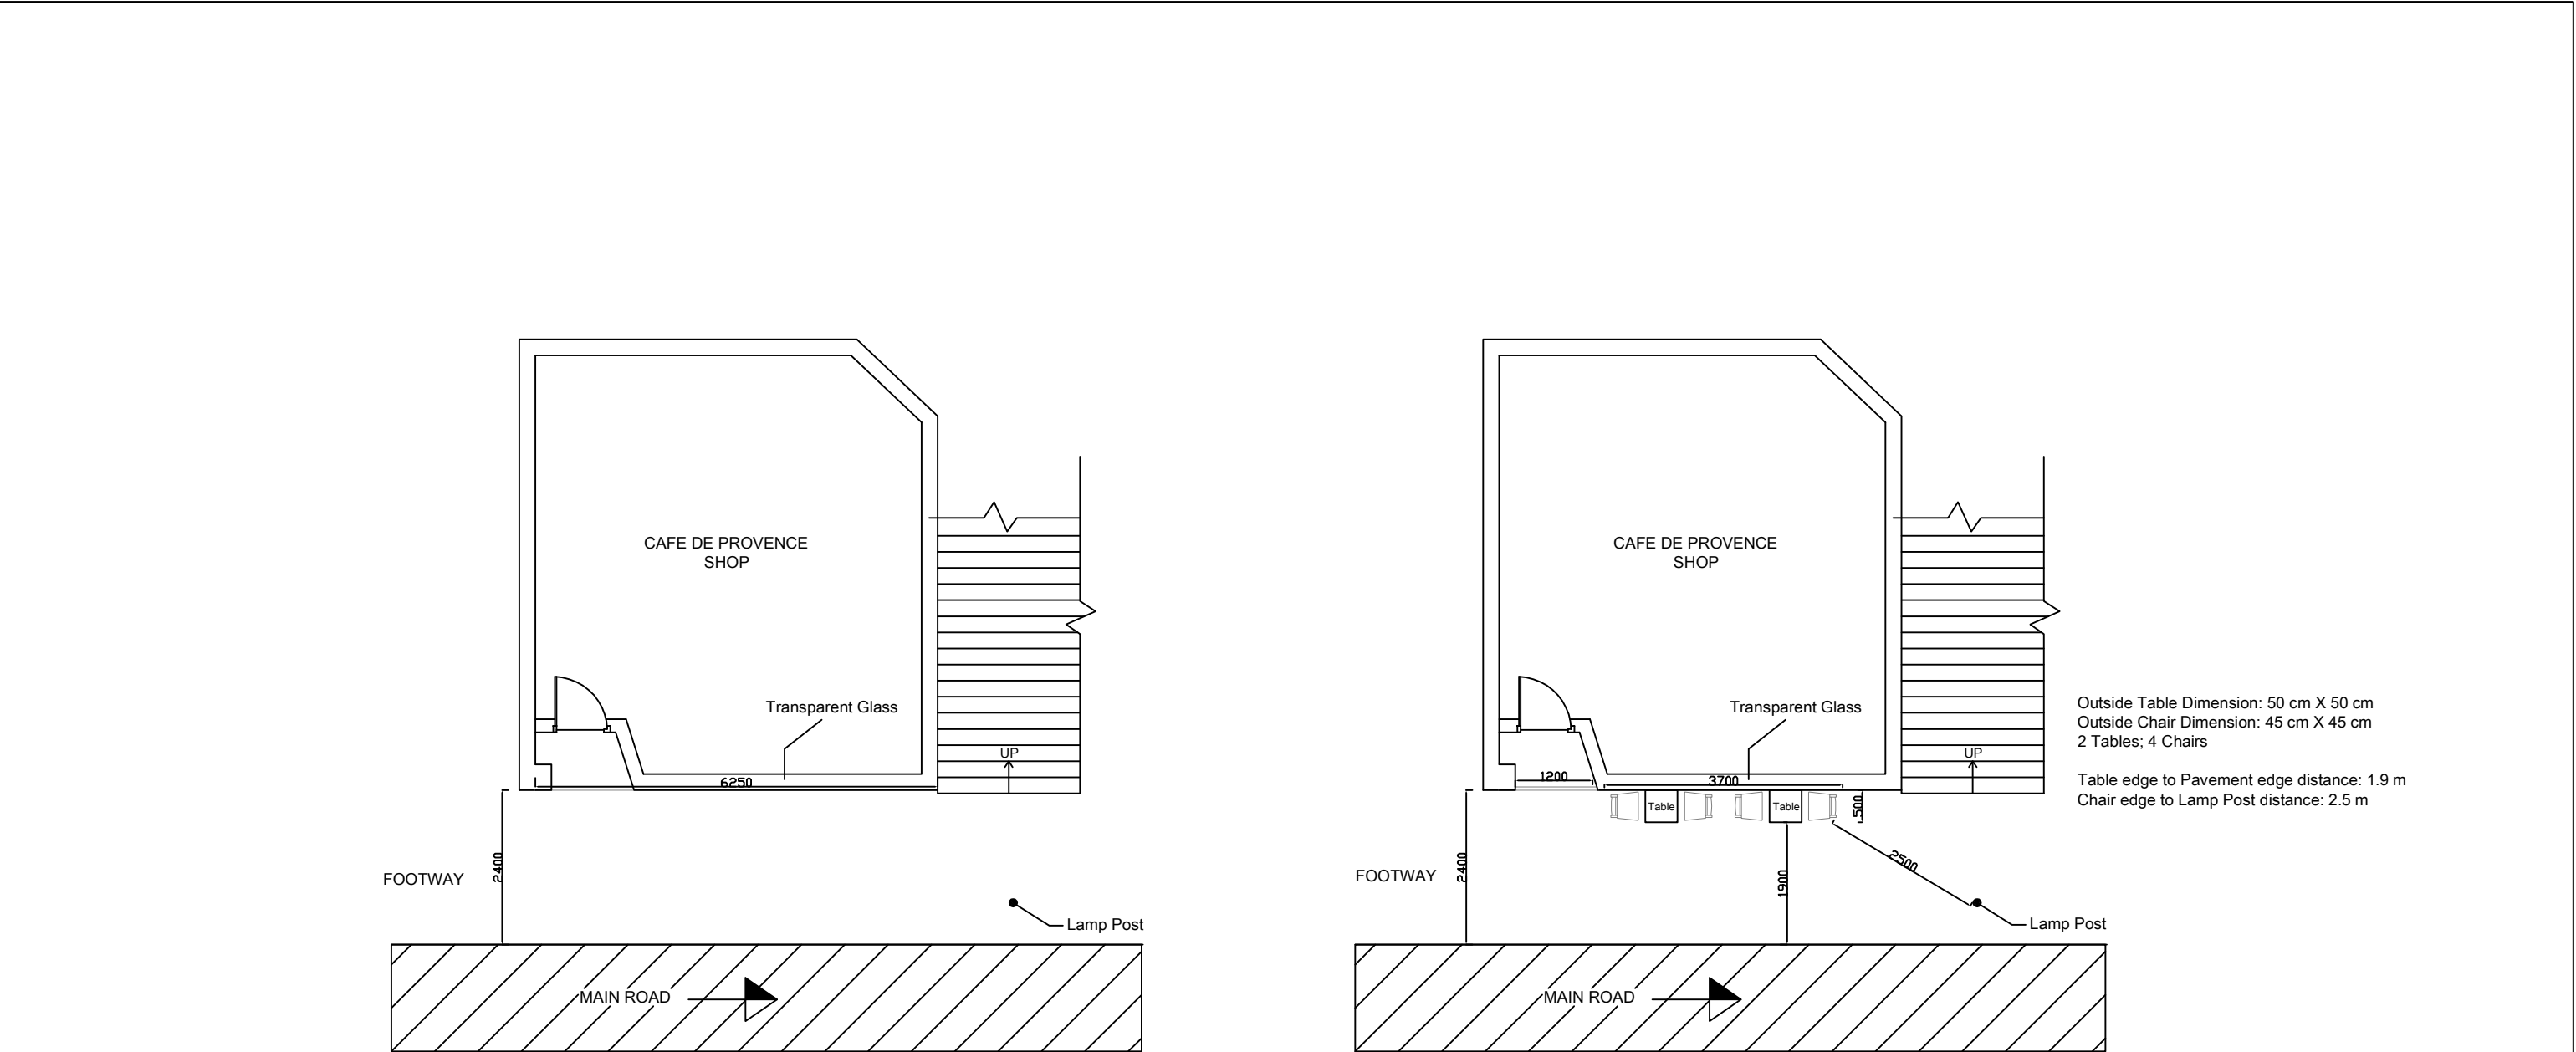 CAFE DE PROVENCE
SHOP
Transparent Glass
UP
6250
2400
FOOTWAY
Lamp Post
MAIN ROAD
CAFE DE PROVENCE
SHOP
Transparent Glass
UP
1200
3700
Table
Table
500
2400
FOOTWAY
1900
2500
Lamp Post
MAIN ROAD
Outside Table Dimension: 50 cm X 50 cm
Outside Chair Dimension: 45 cm X 45 cm
2 Tables; 4 Chairs
Table edge to Pavement edge distance: 1.9 m
Chair edge to Lamp Post distance: 2.5 m